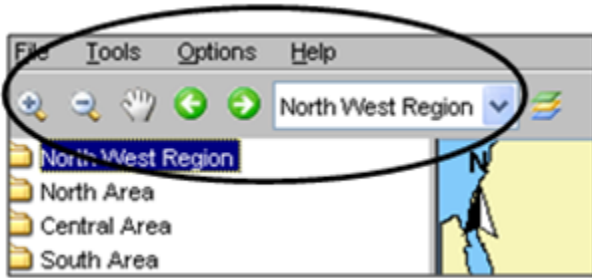 File Tools Options Help
North West Region
North West Region
North Area
Central Area
South Area
N